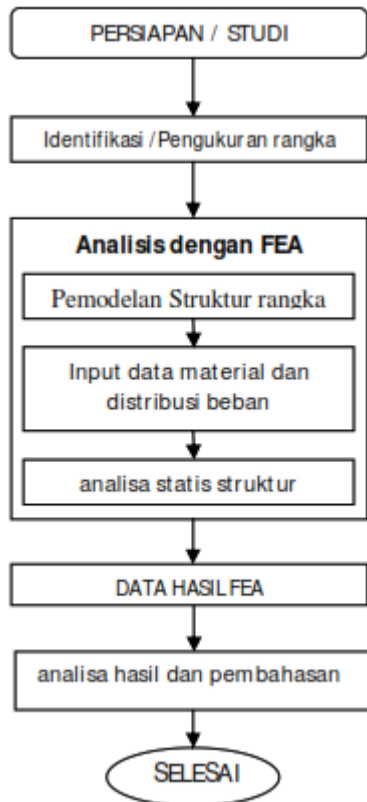 PERSIAPAN / STUDI
Identifikasi /Pengukuran rangka
Analisis dengan FEA
Pemodelan Struktur rangka
Input data material dan
distribusi beban
analisa statis struktur
DATA HASIL FEA
analisa hasil dan pembahasan
SELESAI